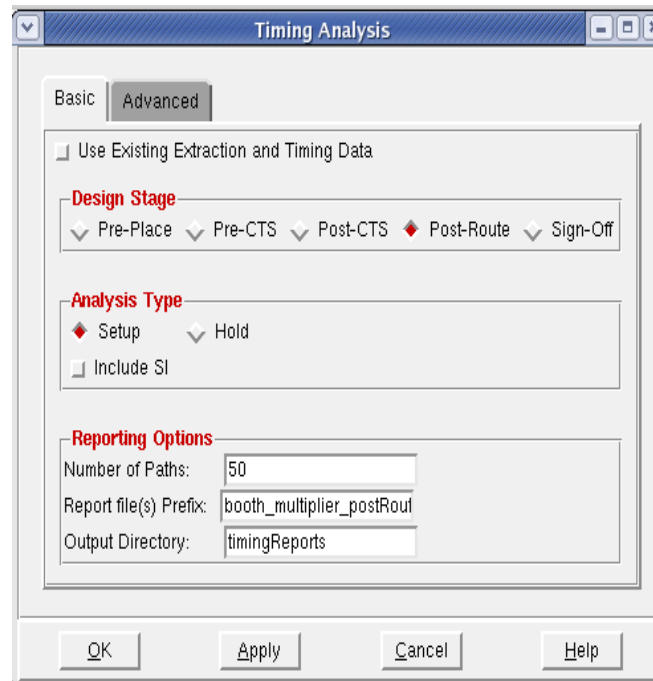 Timing Analysis
Basic Advanced
Use Existing Extraction and Timing Data
Design Stage
Pre-Place Pre-CTS Post-CTS Post-Route Sign-Off
Analysis Type
Setup Hold
Include SI
Reporting Options
Number of Paths: 50
Report file(s) Prefix: booth_multiplier_postRout
Output Directory: timingReports
OK Apply Cancel Help